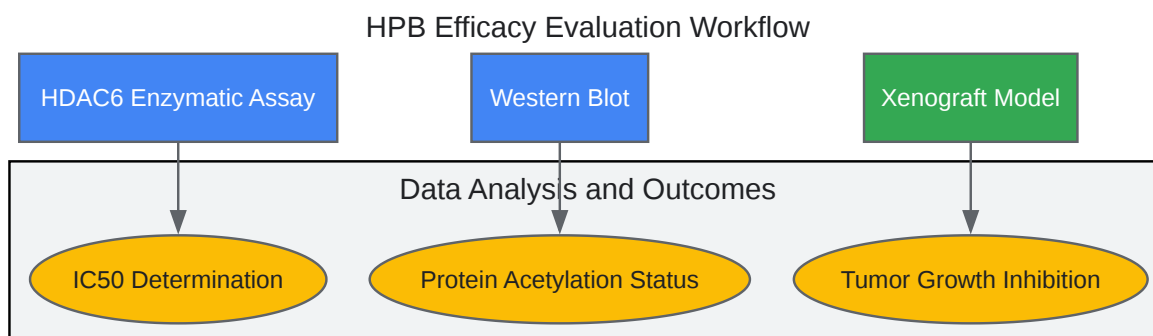 HPB Efficacy Evaluation Workflow
HDAC6 Enzymatic Assay
Western Blot
Xenograft Model
Data Analysis and Outcomes
IC50 Determination
Protein Acetylation Status
Tumor Growth Inhibition